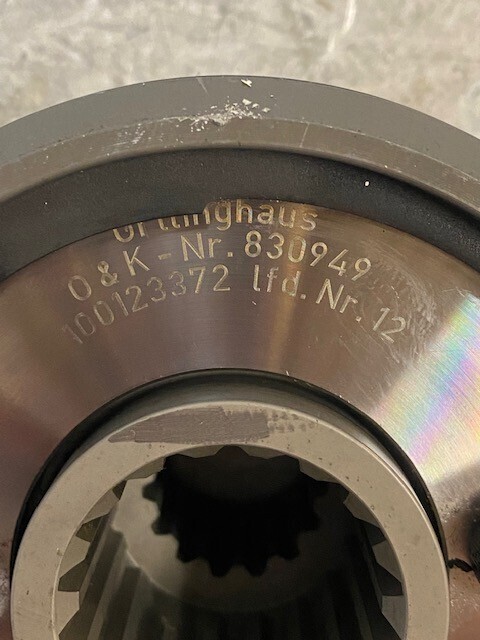 Ortlinghaus
O & K - Nr. 830949
100123372 lfd. Nr. 12